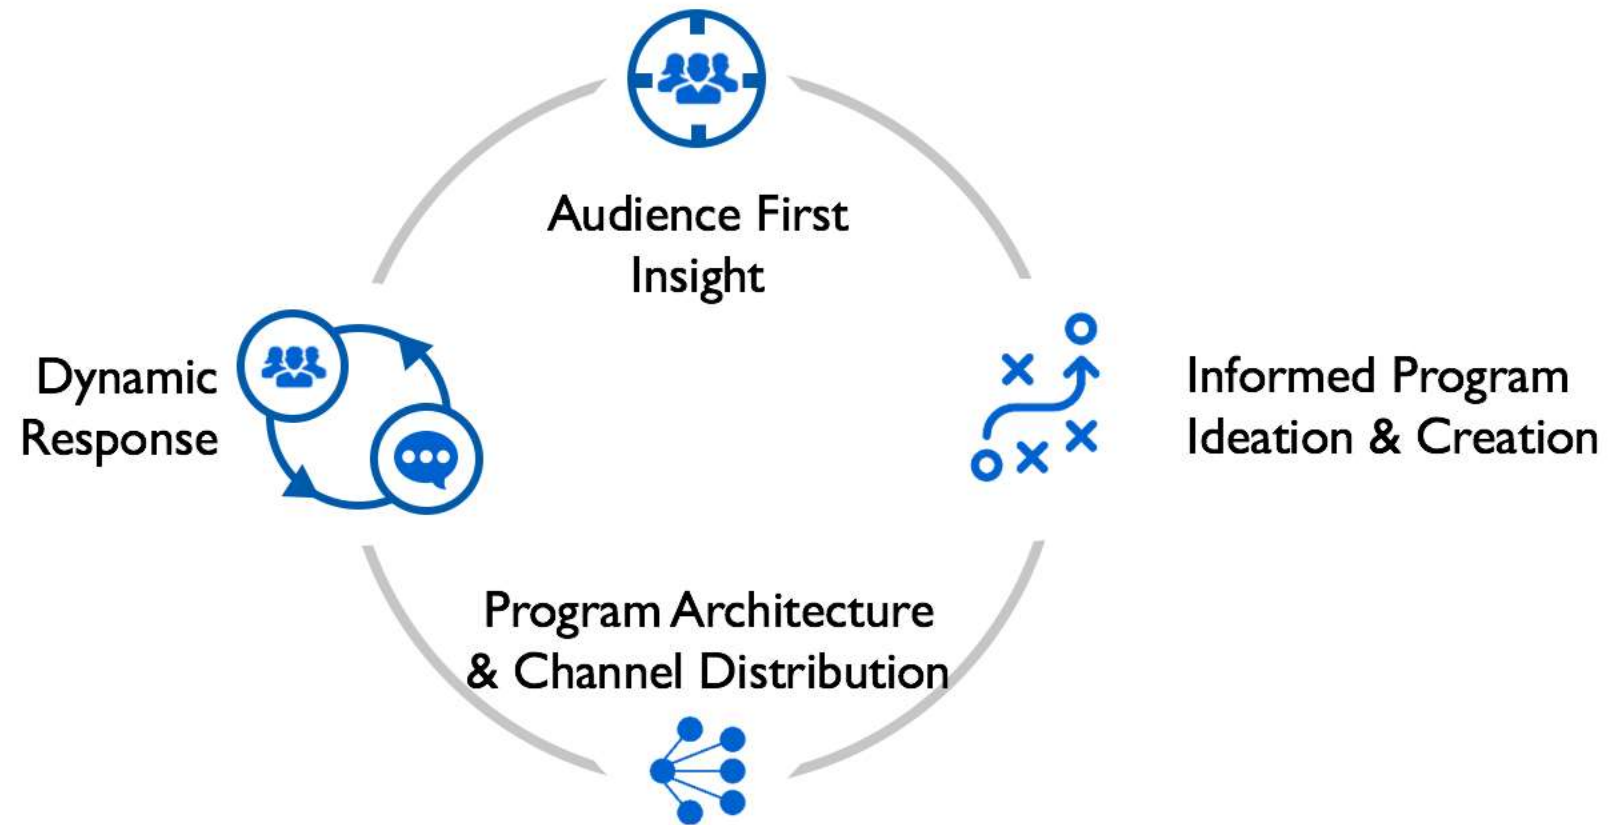 Audience First
Insight
Dynamic
Response
Informed Program
Ideation & Creation
Program Architecture
& Channel Distribution